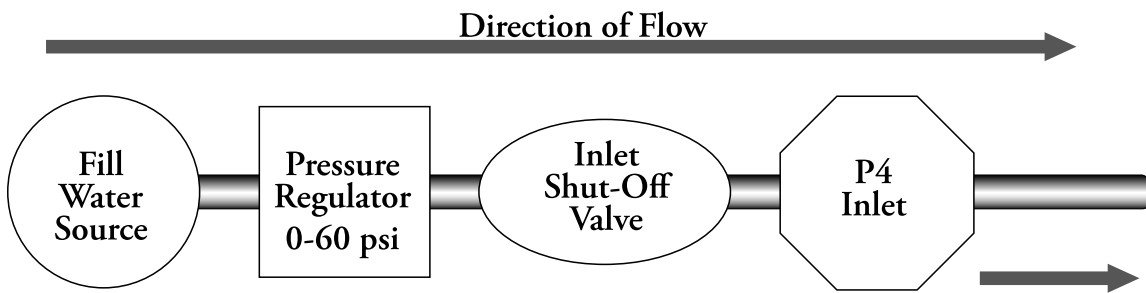 Direction of Flow
Fill
Water
Source
Pressure
Regulator
0-60 psi
Inlet
Shut-Off
Valve
P4
Inlet